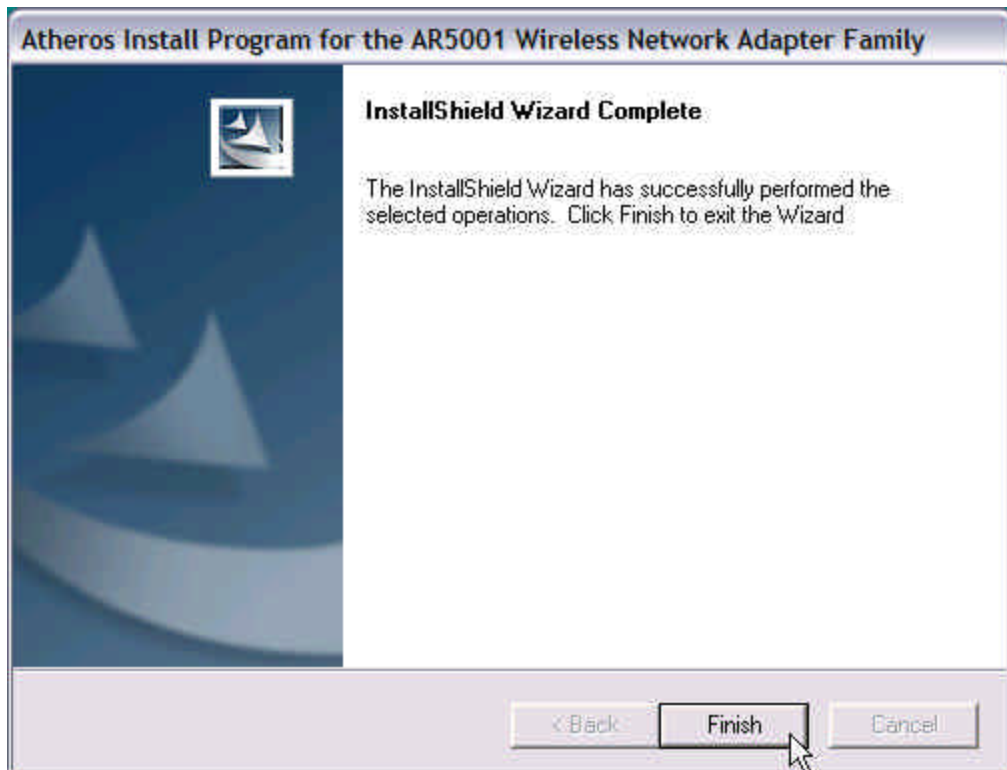 Atheros Install Program for the AR5001 Wireless Network Adapter Family
InstallShield Wizard Complete
The InstallShield Wizard has successfully performed the
selected operations.  Click Finish to exit the Wizard
< Back
Finish
Cancel